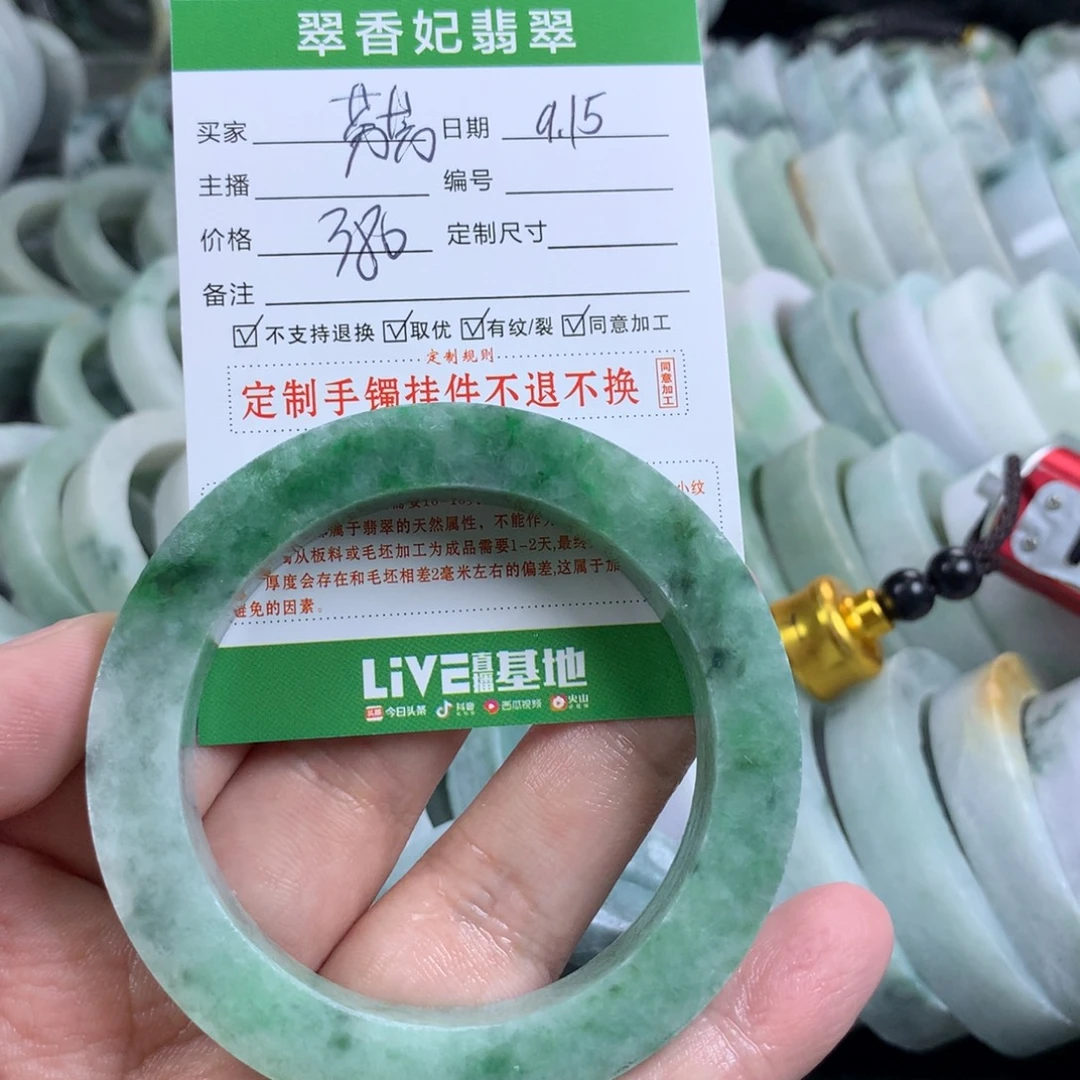 翠香妃翡翠
买家 日期 9.15
主播 编号
价格 386 定制尺寸
备注
☑不支持退换 ☑取优 ☑有纹/裂 ☑同意加工
定制规则
定制手镯挂件不退不换 同意加工
小纹
属于翡翠的天然属性，不能作
从板料或毛坯加工为成品需要1-2天,最终
厚度会存在和毛坯相差2毫米左右的偏差,这属于加
避免的因素.
LiVE直播基地
头条 今日头条 抖音 西瓜视频 火山